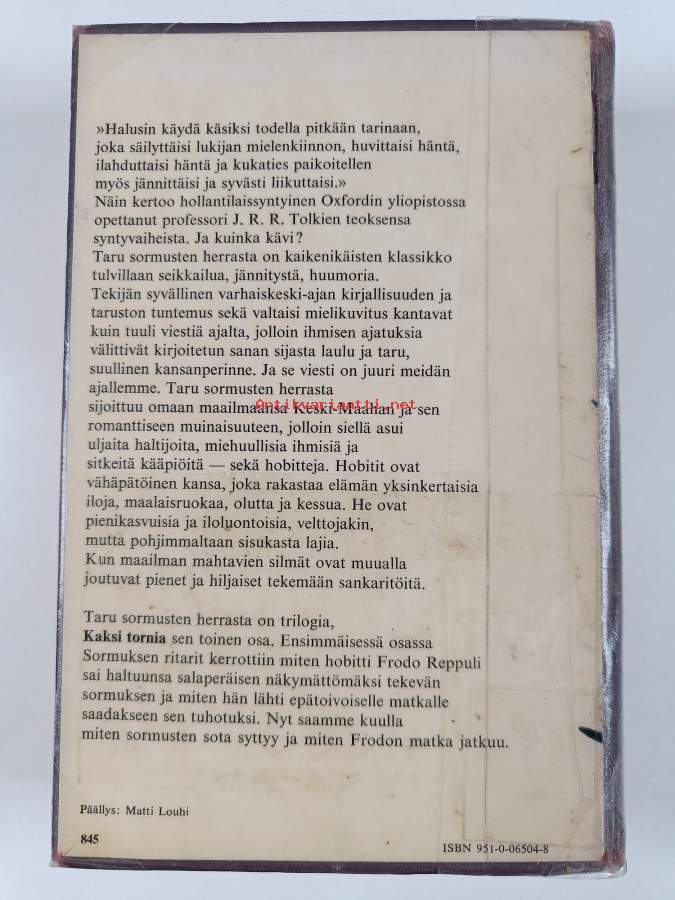 »Halusin käydä käsiksi todella pitkään tarinaan,
joka säilyttäisi lukijan mielenkiinnon, huvittaisi häntä,
ilahduttaisi häntä ja kukaties paikoitellen
myös jännittäisi ja syvästi liikuttaisi.»
Näin kertoo hollantilaissyntyinen Oxfordin yliopistossa
opettanut professori J. R. R. Tolkien teoksensa
syntyvaiheista. Ja kuinka kävi?
Taru sormusten herrasta on kaikenikäisten klassikko
tulvillaan seikkailua, jännitystä, huumoria.
Tekijän syvällinen varhaiskeski-ajan kirjallisuuden ja
taruston tuntemus sekä valtaisi mielikuvitus kantavat
kuin tuuli viestiä ajalta, jolloin ihmisen ajatuksia
välittivät kirjoitetun sanan sijasta laulu ja taru,
suullinen kansanperinne. Ja se viesti on juuri meidän
ajallemme. Taru sormusten herrasta
sijoittuu omaan maailmaansa Keski-Maahan ja sen
Antikvariaatti.net
romanttiseen muinaisuuteen, jolloin siellä asui
uljaita haltijoita, miehuullisia ihmisiä ja
sitkeitä kääpiöitä — sekä hobitteja. Hobitit ovat
vähäpätöinen kansa, joka rakastaa elämän yksinkertaisia
iloja, maalaisruokaa, olutta ja kessua. He ovat
pienikasvuisia ja iloluontoisia, velttojakin,
mutta pohjimmaltaan sisukasta lajia.
Kun maailman mahtavien silmät ovat muualla
joutuvat pienet ja hiljaiset tekemään sankaritöitä.
Taru sormusten herrasta on trilogia,
Kaksi tornia sen toinen osa. Ensimmäisessä osassa
Sormuksen ritarit kerrottiin miten hobitti Frodo Reppuli
sai haltuunsa salaperäisen näkymättömäksi tekevän
sormuksen ja miten hän lähti epätoivoiselle matkalle
saadakseen sen tuhotuksi. Nyt saamme kuulla
miten sormusten sota syttyy ja miten Frodon matka jatkuu.
Päällys: Matti Louhi
845
ISBN 951-0-06504-8